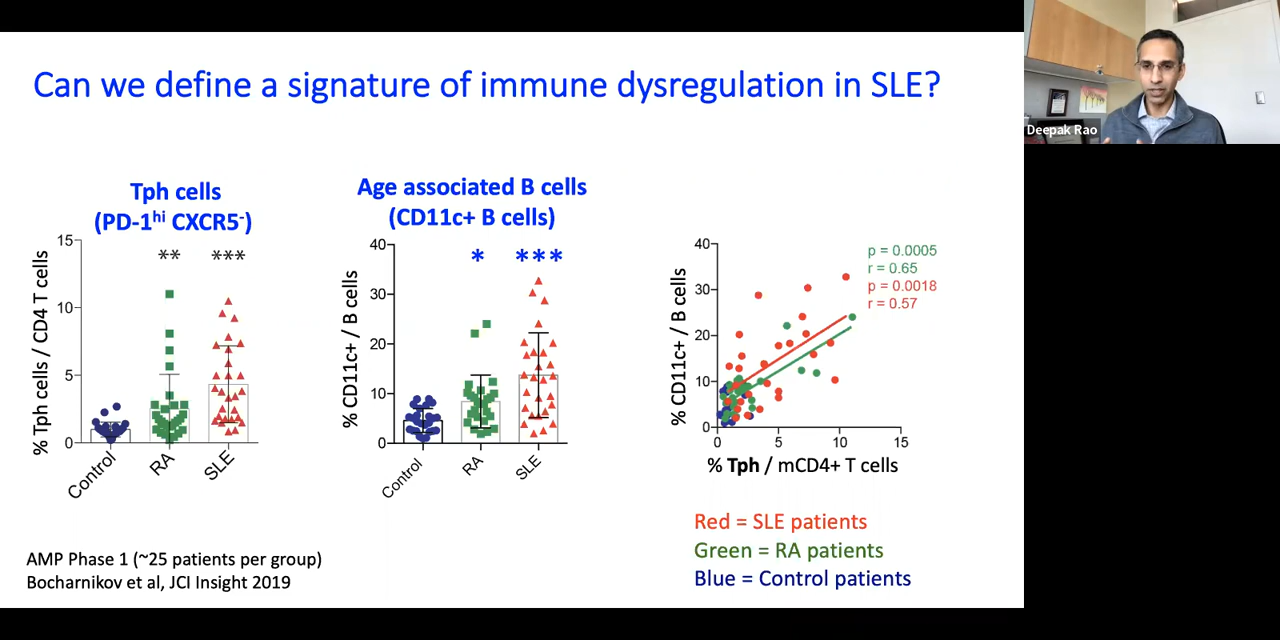 Can we define a signature of immune dysregulation in SLE?
Deepak Rao
Tph cells
(PD-1hi CXCR5-)
% Tph cells / CD4 T cells
15
10
5
0
**
***
Control
RA
SLE
Age associated B cells
(CD11c+ B cells)
% CD11c+ / B cells
40
30
20
10
0
*
***
Control
RA
SLE
% CD11c+ / B cells
40
30
20
10
0
0
5
10
15
p = 0.0005
r = 0.65
p = 0.0018
r = 0.57
% Tph / mCD4+ T cells
Red = SLE patients
Green = RA patients
Blue = Control patients
AMP Phase 1 (~25 patients per group)
Bocharnikov et al, JCI Insight 2019